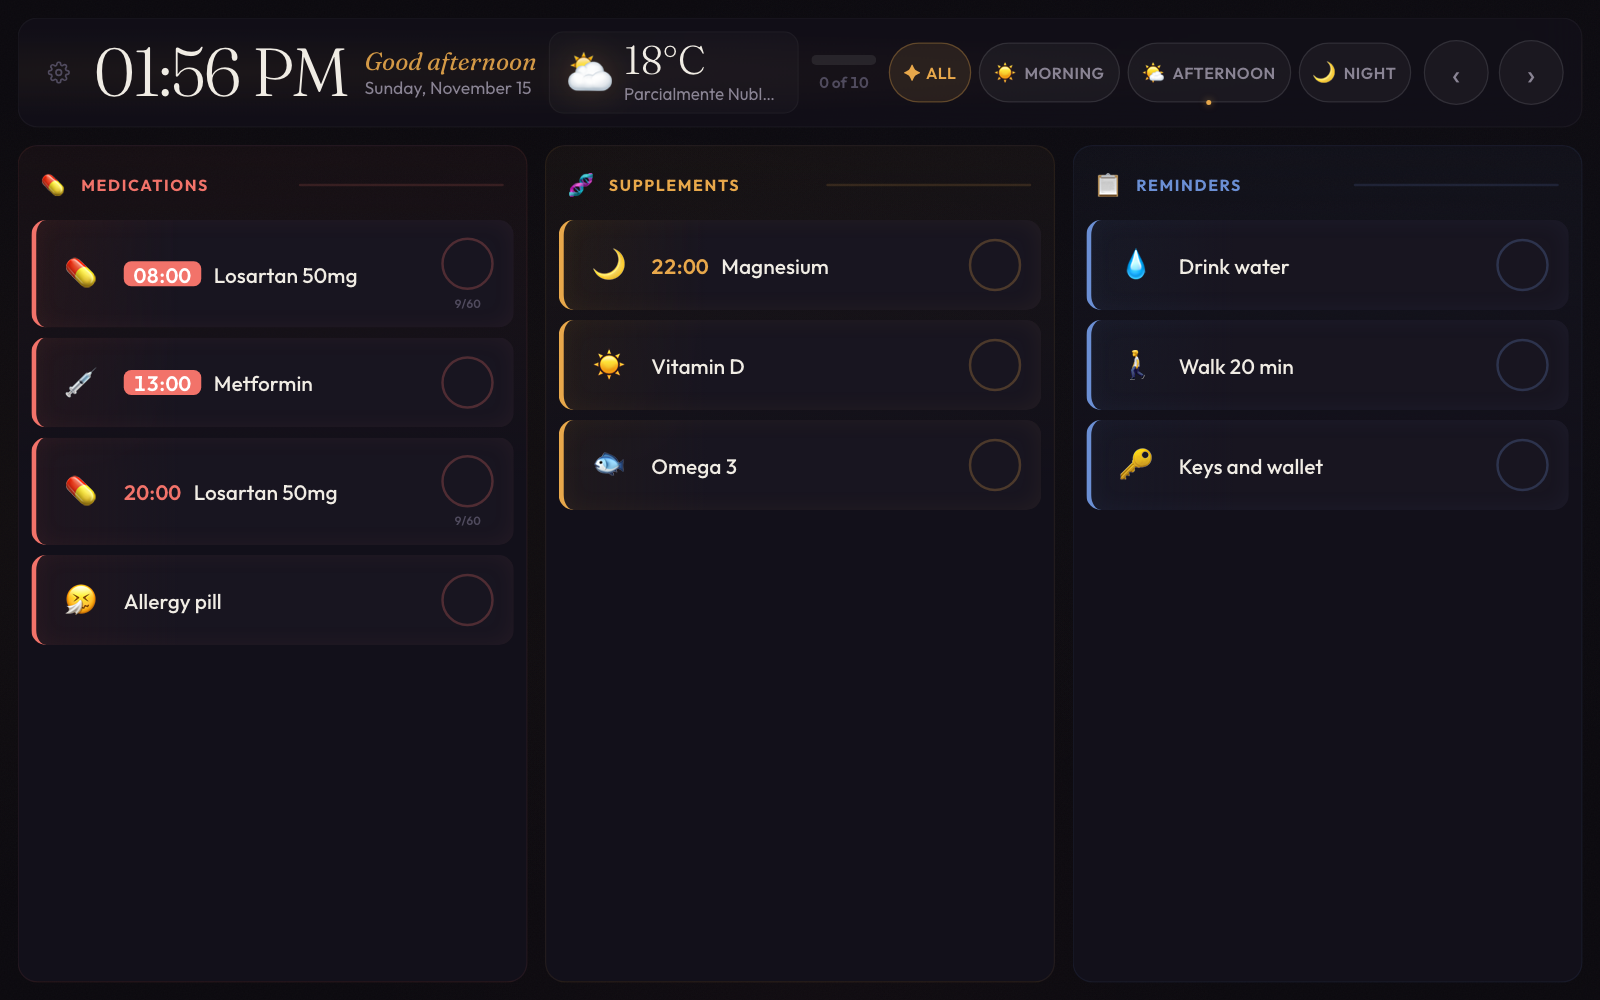 01:56 PM
Good afternoon
Sunday, November 15
18°C
Parcialmente Nubl...
0 of 10
ALL
MORNING
AFTERNOON
NIGHT
‹
›
MEDICATIONS
08:00 Losartan 50mg
9/60
13:00 Metformin
20:00 Losartan 50mg
9/60
Allergy pill
SUPPLEMENTS
22:00 Magnesium
Vitamin D
Omega 3
REMINDERS
Drink water
Walk 20 min
Keys and wallet